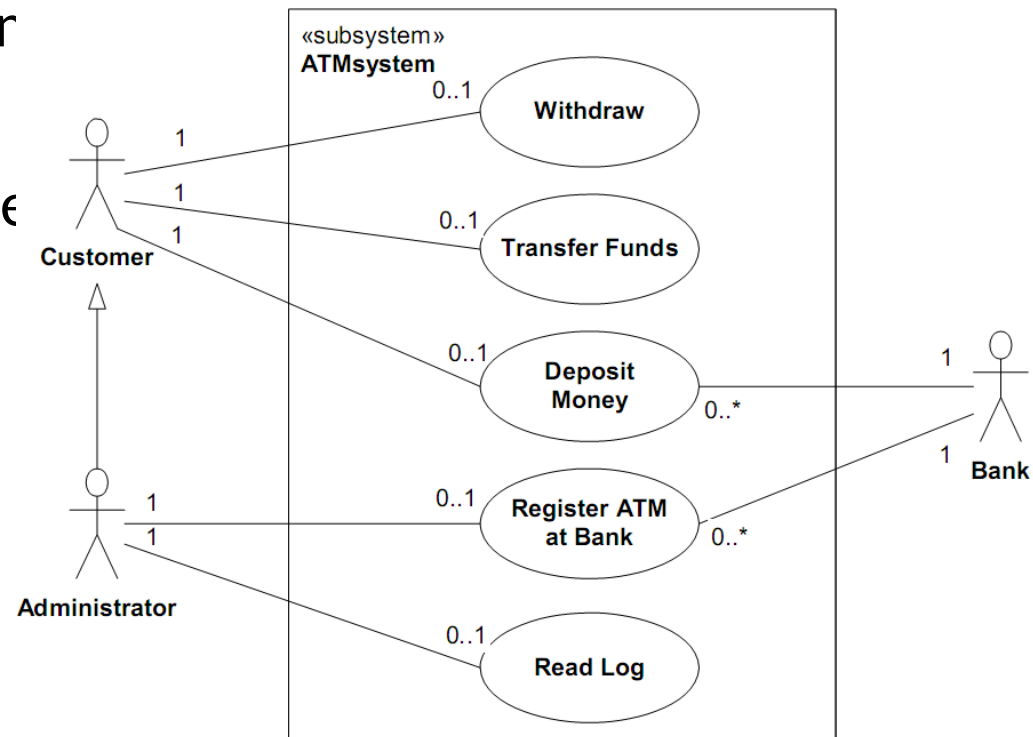 «subsystem»
ATMsystem
0..1
Withdraw
1
1
0..1
Transfer Funds
1
Customer
0..1
Deposit
Money
1
0..*
1
Bank
0..1
Register ATM
at Bank
1
1
0..*
Administrator
0..1
Read Log